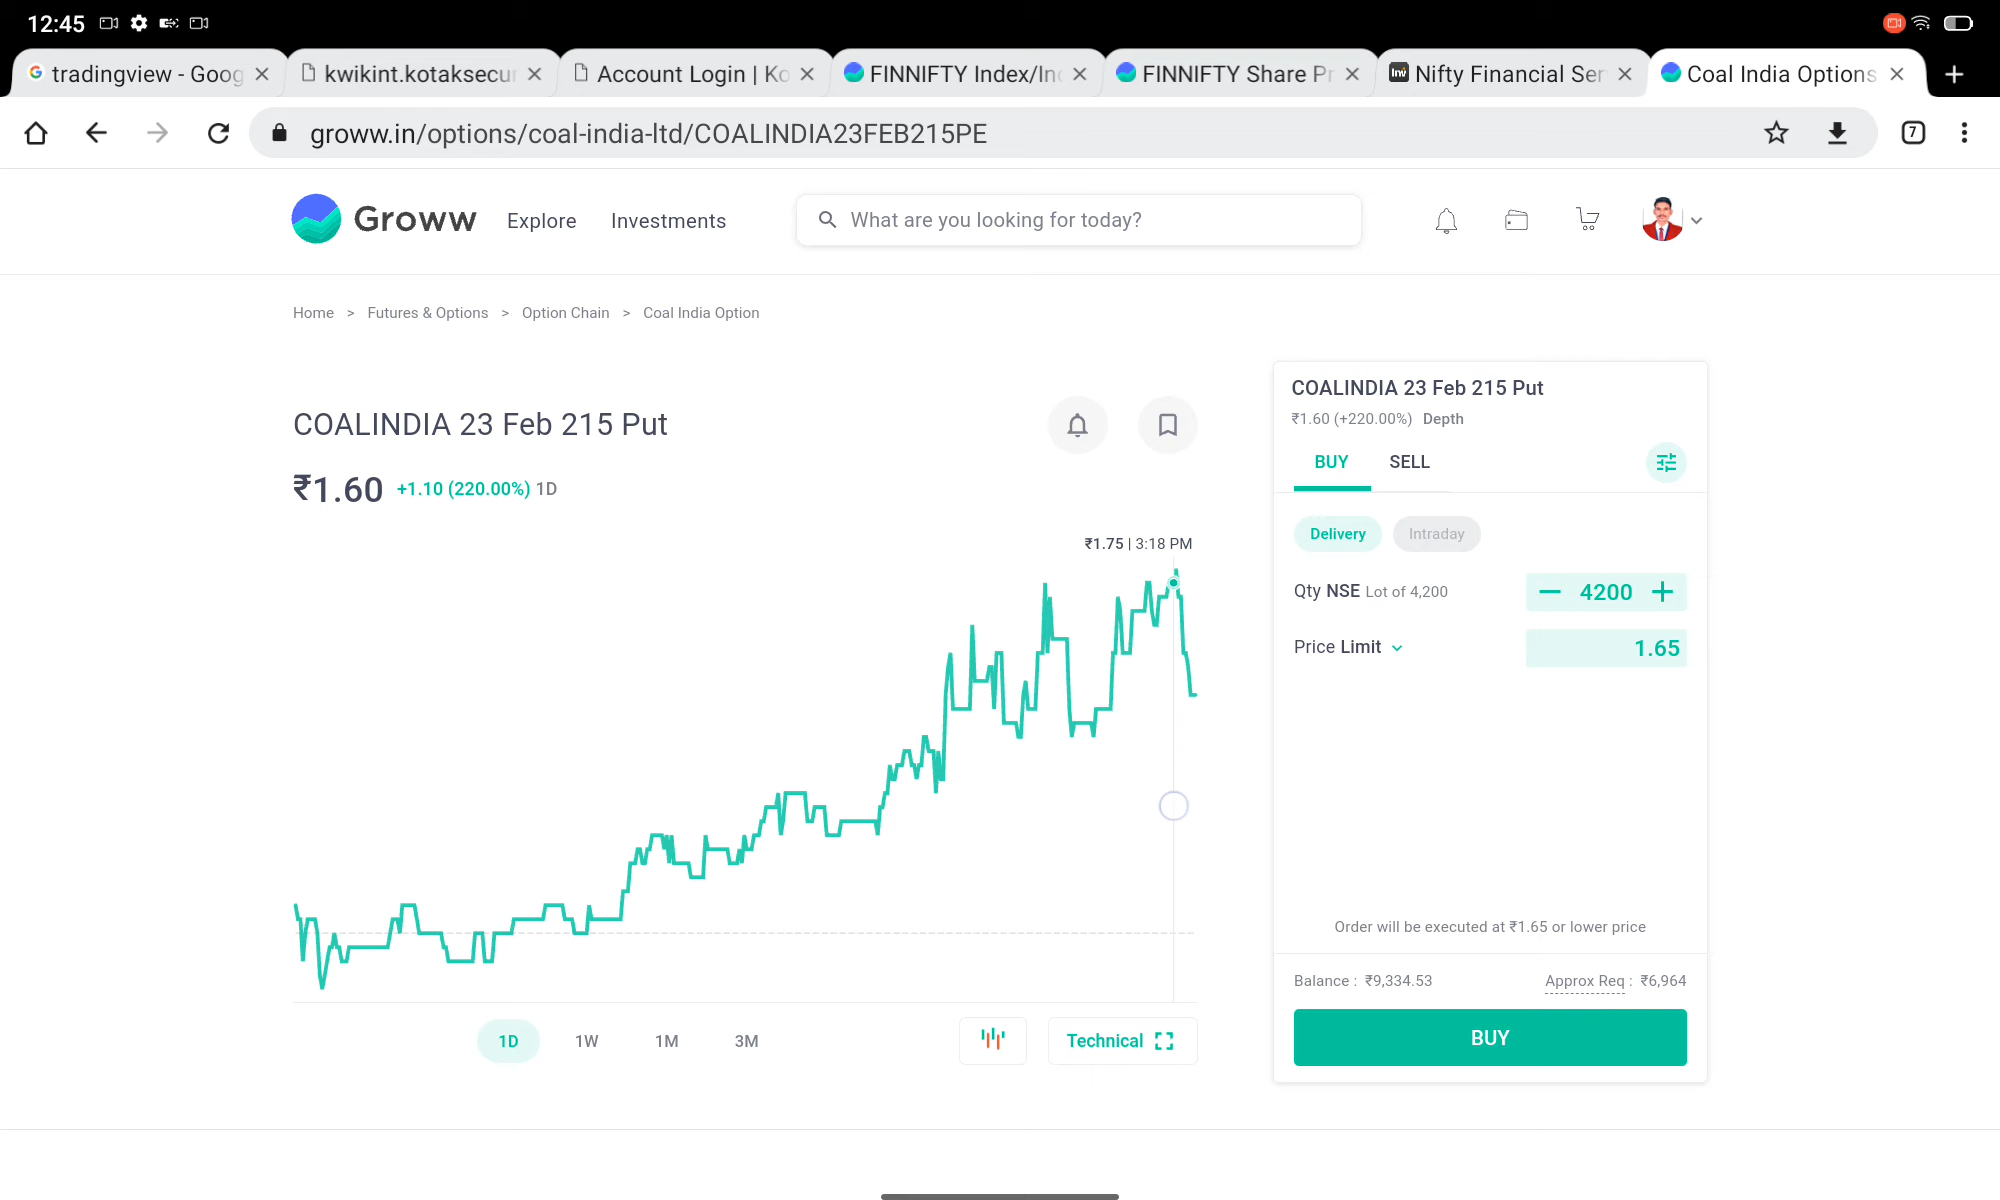 12:45
tradingview - Goog
kwikint.kotaksecur
Account Login | Ko
FINNIFTY Index/Ind
FINNIFTY Share Pr
Inv Nifty Financial Ser
Coal India Options
groww.in/options/coal-india-ltd/COALINDIA23FEB215PE
7
Groww
Explore
Investments
What are you looking for today?
Home > Futures & Options > Option Chain > Coal India Option
COALINDIA 23 Feb 215 Put
₹1.60 +1.10 (220.00%) 1D
₹1.75 | 3:18 PM
1D
1W
1M
3M
Technical
COALINDIA 23 Feb 215 Put
₹1.60 (+220.00%) Depth
BUY
SELL
Delivery
Intraday
Qty NSE Lot of 4,200
4200
Price Limit
1.65
Order will be executed at ₹1.65 or lower price
Balance : ₹9,334.53
Approx Req : ₹6,964
BUY